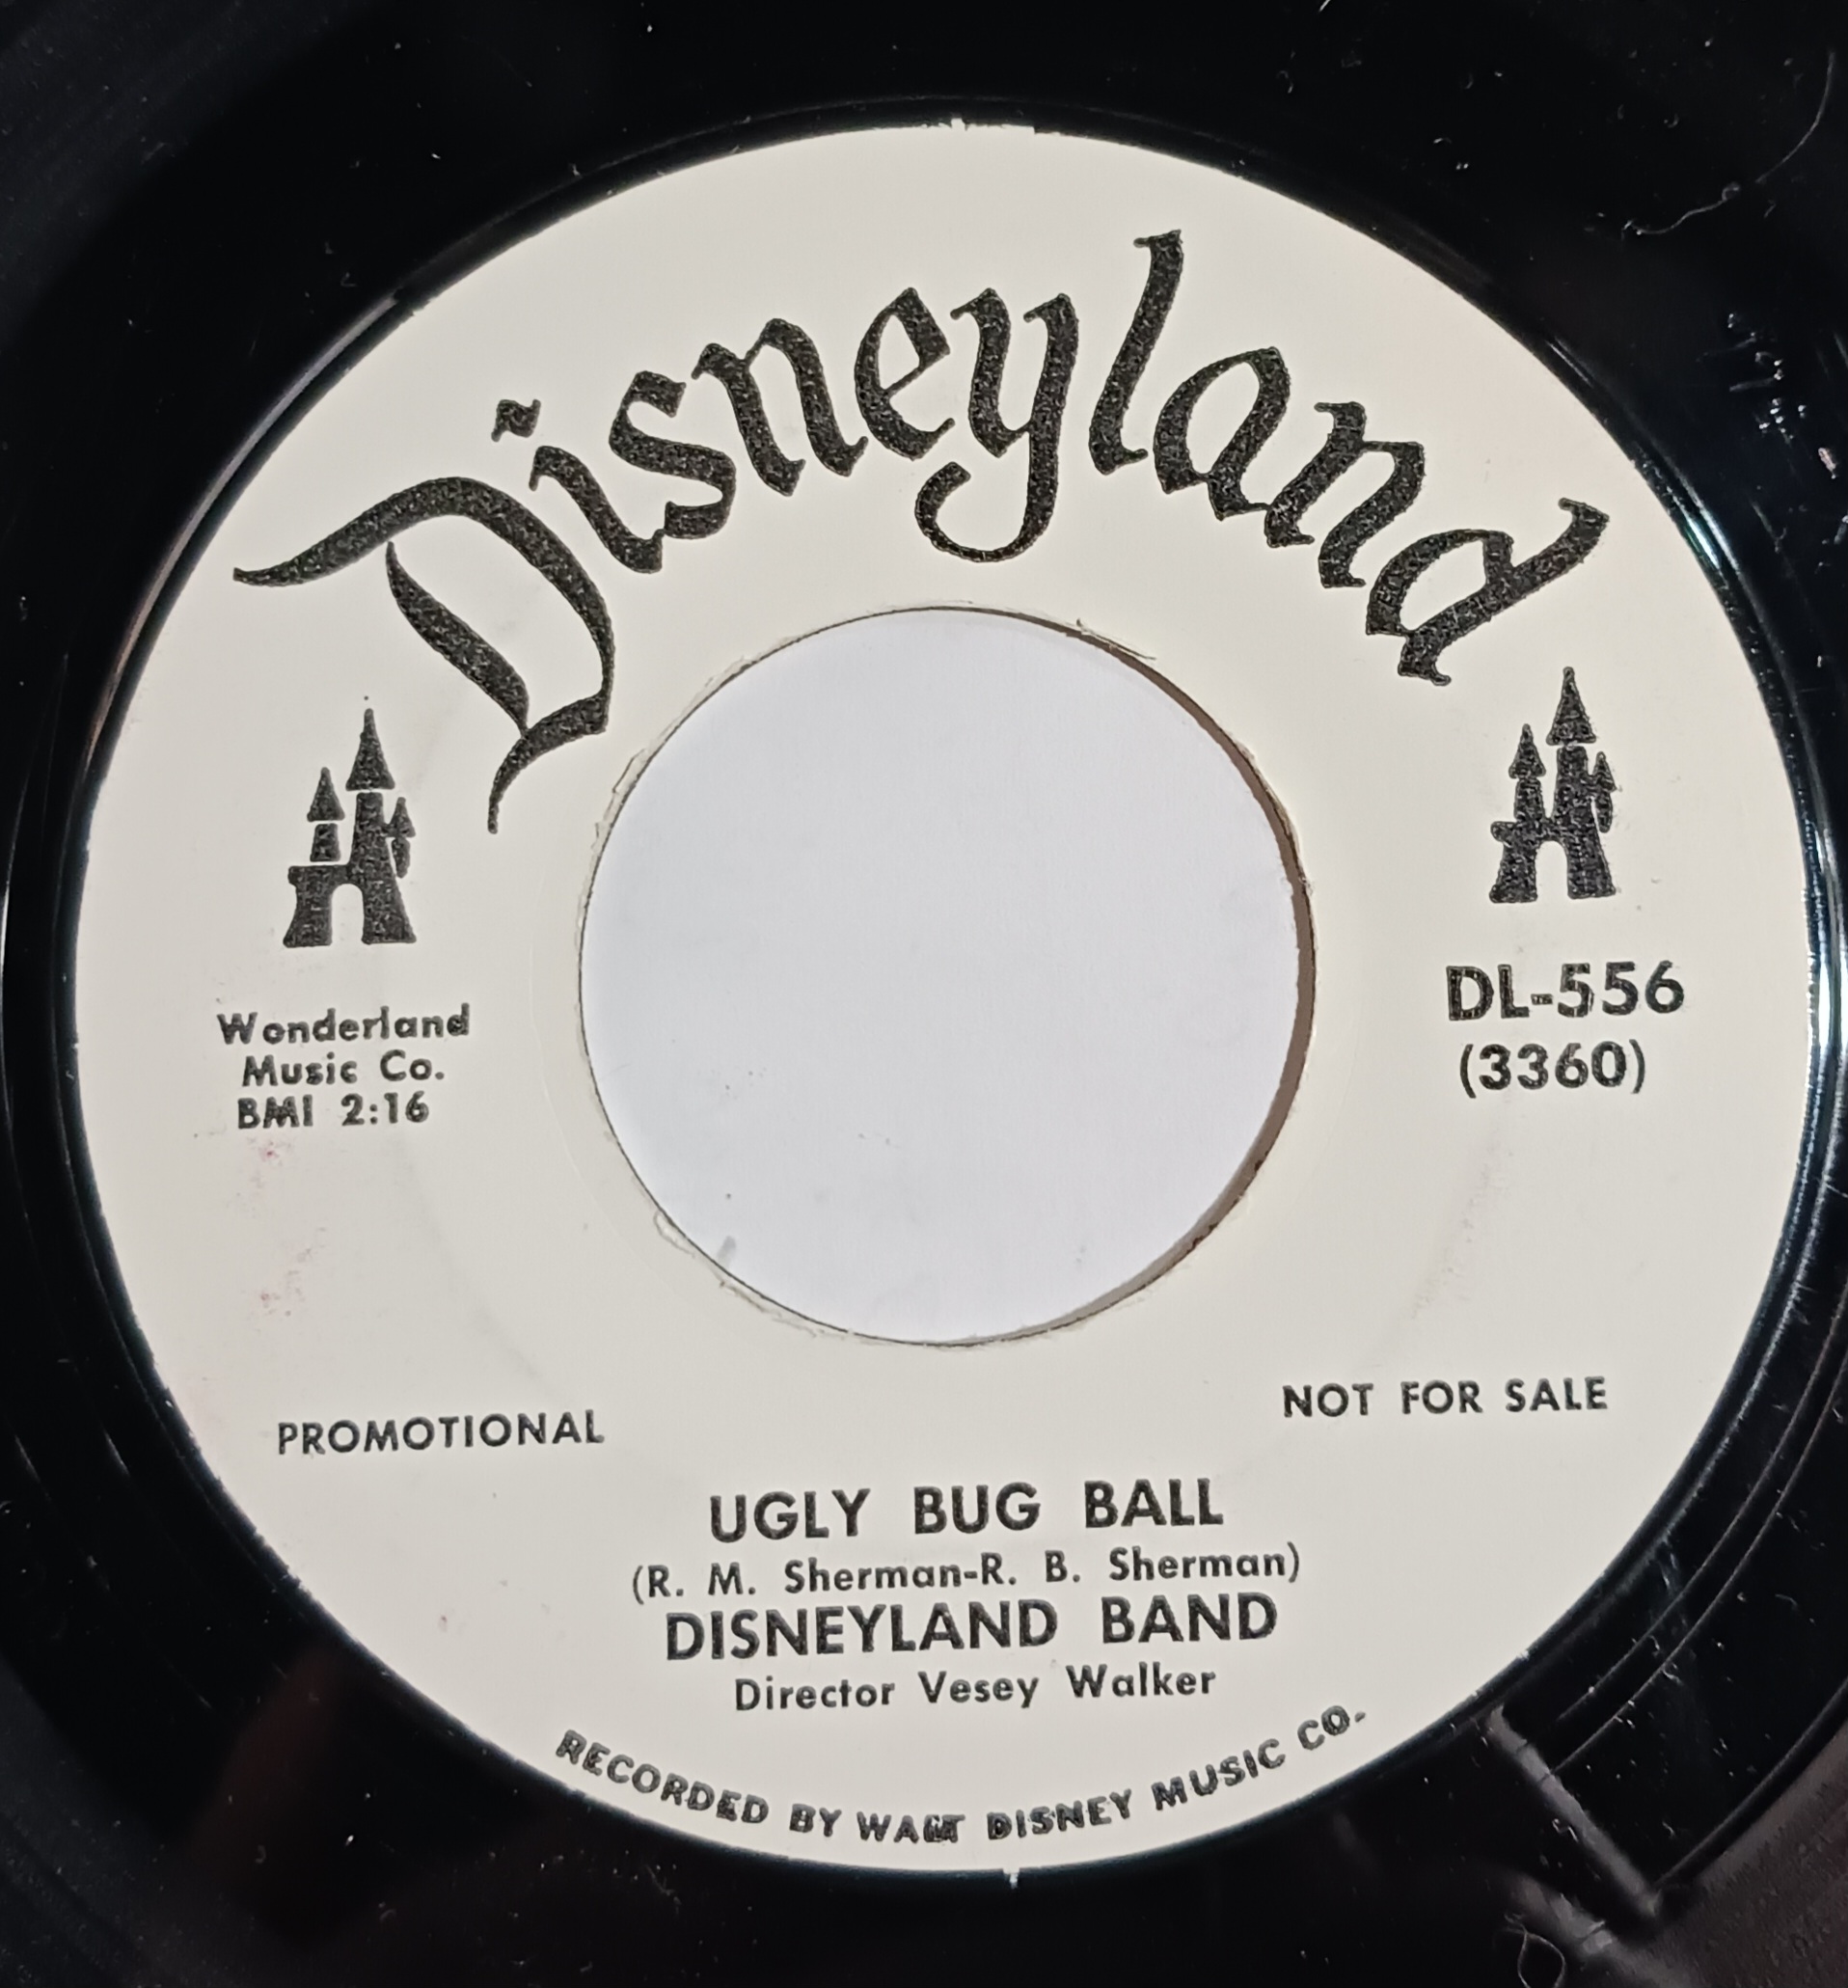 Disneyland
Wonderland
Music Co.
BMI 2:16
DL-556
(3360)
PROMOTIONAL
NOT FOR SALE
UGLY BUG BALL
(R. M. Sherman-R. B. Sherman)
DISNEYLAND BAND
Director Vesey Walker
RECORDED BY WALT DISNEY MUSIC CO.